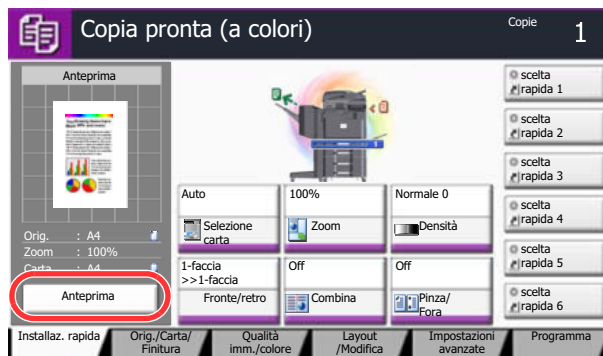 Copia pronta (a colori)
Copie 1
Anteprima
Orig. : A4
Zoom : 100%
Carta : A4
Anteprima
Auto
Selezione
carta
100%
Zoom
Normale 0
Densità
1-faccia
>>1-faccia
Fronte/retro
Off
Combina
Off
Pinza/
Fora
scelta
rapida 1
scelta
rapida 2
scelta
rapida 3
scelta
rapida 4
scelta
rapida 5
scelta
rapida 6
Installaz. rapida
Orig./Carta/
Finitura
Qualità
imm./colore
Layout
/Modifica
Impostazioni
avanzate
Programma